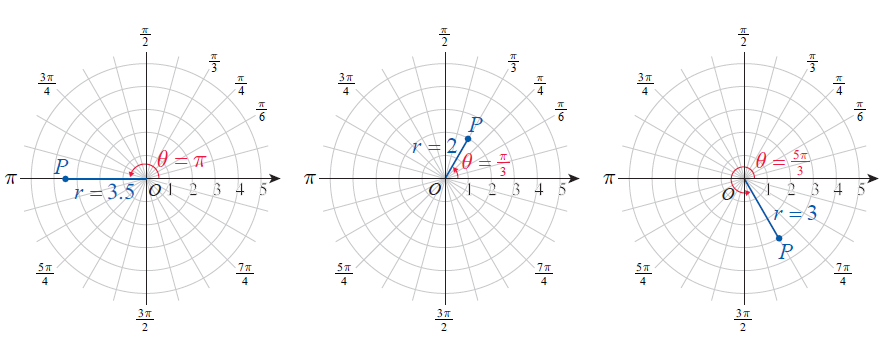 π/2 π/2 π/2
3π/4 π/3 π/4 3π/4 π/3 π/4 3π/4 π/3 π/4
π/6 π/6 π/6
P r = 2 P
P θ = π θ = π/3 θ = 5π/3
π O 1 2 3 4 5 π O 1 2 3 4 5 π O 1 2 3 4 5
r = 3.5 r = 3
P
5π/4 7π/4 5π/4 7π/4 5π/4 7π/4
3π/2 3π/2 3π/2